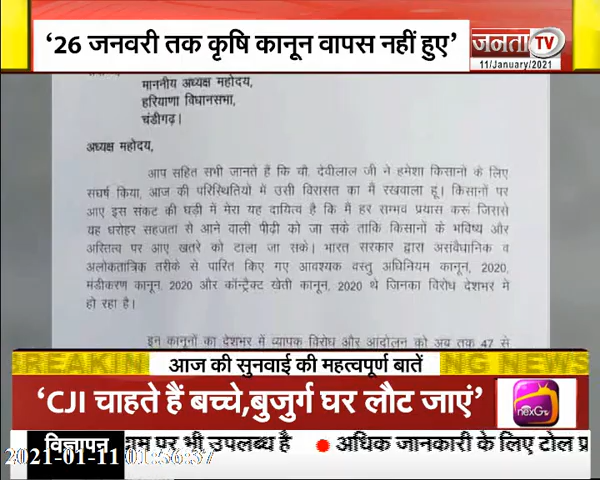 '26 जनवरी तक कृषि कानून वापस नहीं हुए'
जनता TV
11/January/2021
माननीय अध्यक्ष महोदय,
हरियाणा विधानसभा,
चंडीगढ़।
अध्यक्ष महोदय,
आप सहित सभी जानते हैं कि चौ. देवीलाल जी ने हमेशा किसानो के लिए
संघर्ष किया, आज की परिस्थितियों में उसी विरासत का मैं रखवाला हूं। किसानों पर
आए इस संकट की घड़ी में मेरा यह दायित्व है कि मैं हर सम्भव प्रयास करूं जिससे
यह धरोहर सहजता से आने वाली पीढ़ी को जा सके ताकि किसानों के भविष्य और
अस्तित्व पर आए खतरे को टाला जा सके। भारत सरकार द्वारा असंवैधानिक व
अलोकतांत्रिक तरीके से पारित किए गए आवश्यक वस्तु अधिनियम कानून, 2020,
मंडीकरण कानून, 2020 और कॉन्ट्रैक्ट खेती कानून, 2020 थे जिनका विरोध देशभर मे
हो रहा है।
इन कानूनों का देशभर में व्यापक विरोध और आंदोलन को अब तक 47 से
BREAKING NEWS
आज की सुनवाई की महत्वपूर्ण बातें
'CJI चाहते हैं बच्चे,बुजुर्ग घर लौट जाएं'
nexGtv
विज्ञापन
दाम पर भी उपलब्ध है
अधिक जानकारी के लिए टोल प्र
2021-01-11 01:36:37